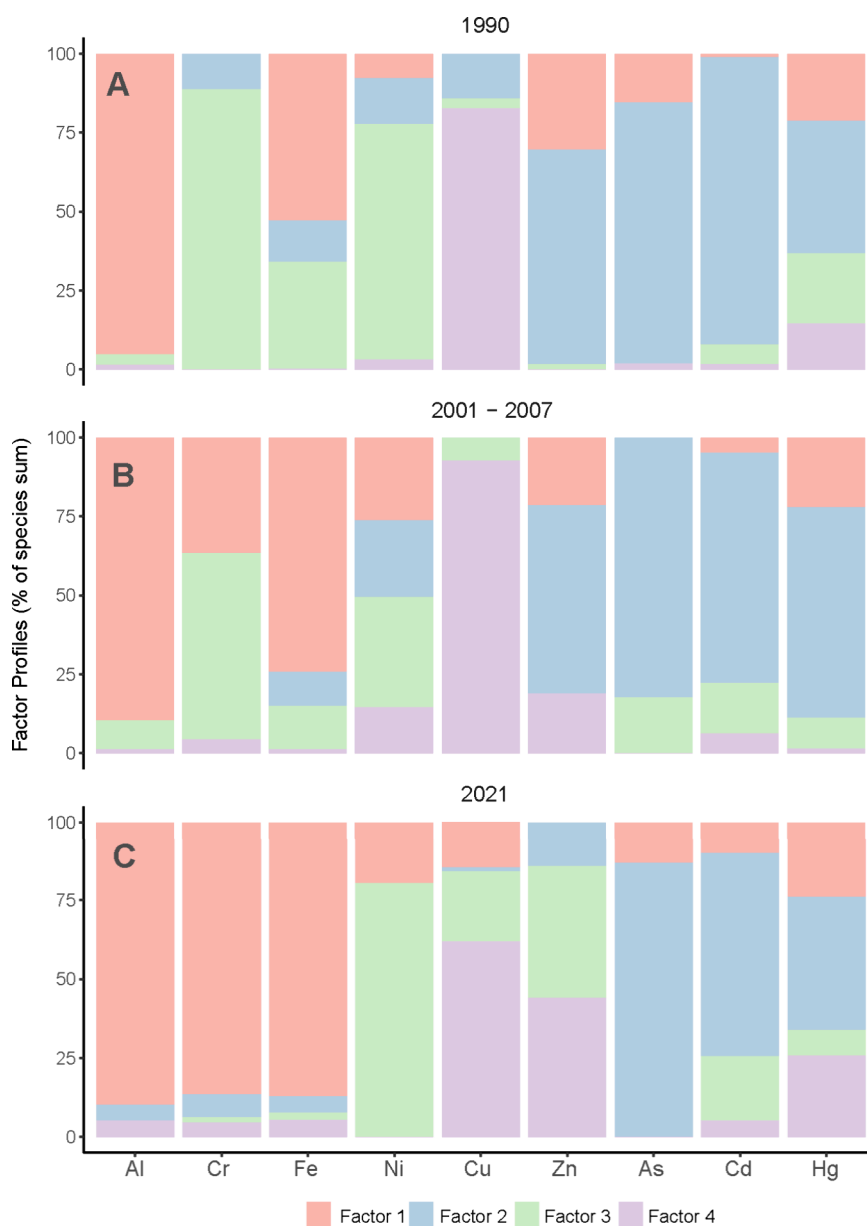 1990
A
100
75
50
25
0
2001 – 2007
B
100
75
50
25
0
2021
C
100
75
50
25
0
Factor Profiles (% of species sum)
Al Cr Fe Ni Cu Zn As Cd Hg
Factor 1 Factor 2 Factor 3 Factor 4